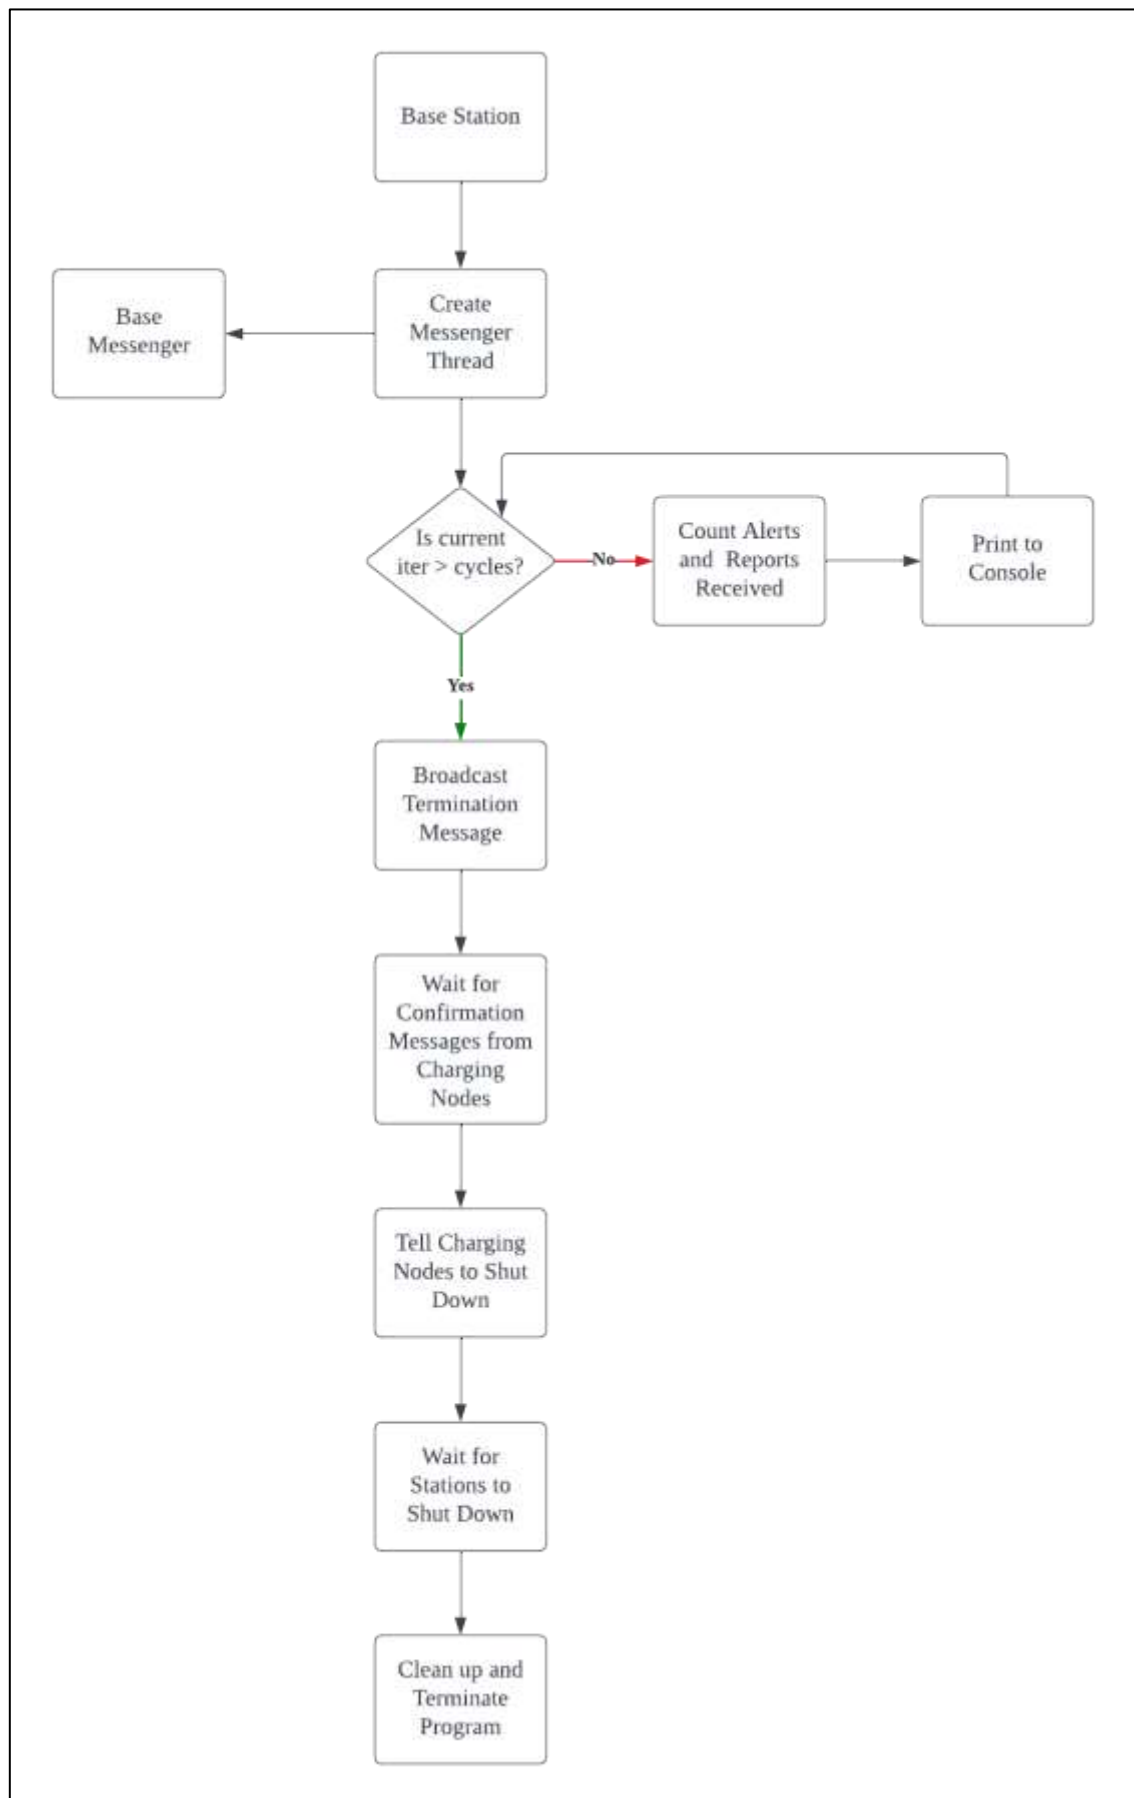 Base Station
Base
Messenger
Create
Messenger
Thread
Is current
iter > cycles?
No
Count Alerts
and Reports
Received
Print to
Console
Yes
Broadcast
Termination
Message
Wait for
Confirmation
Messages from
Charging
Nodes
Tell Charging
Nodes to Shut
Down
Wait for
Stations to
Shut Down
Clean up and
Terminate
Program